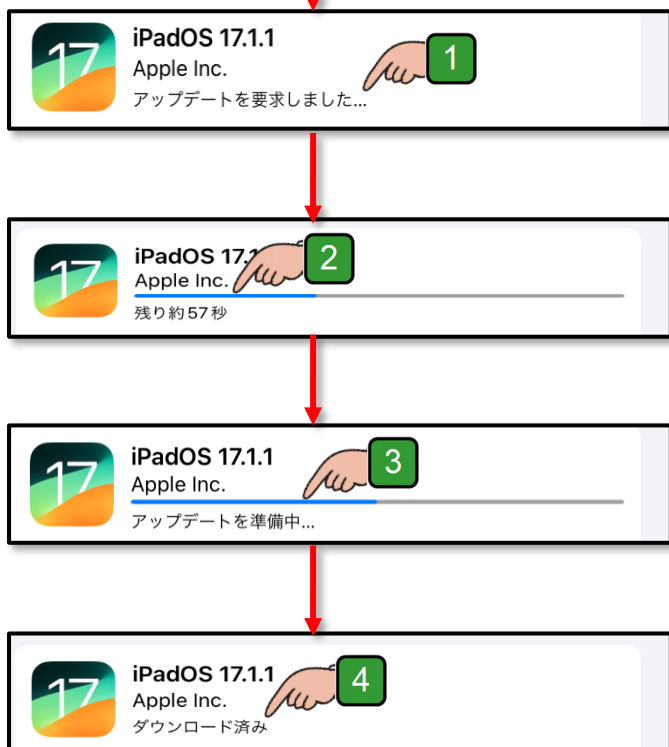 17
iPadOS 17.1.1
Apple Inc.
アップデートを要求しました...
1
17
iPadOS 17.1
Apple Inc.
残り約57秒
2
17
iPadOS 17.1.1
Apple Inc.
アップデートを準備中...
3
17
iPadOS 17.1.1
Apple Inc.
ダウンロード済み
4